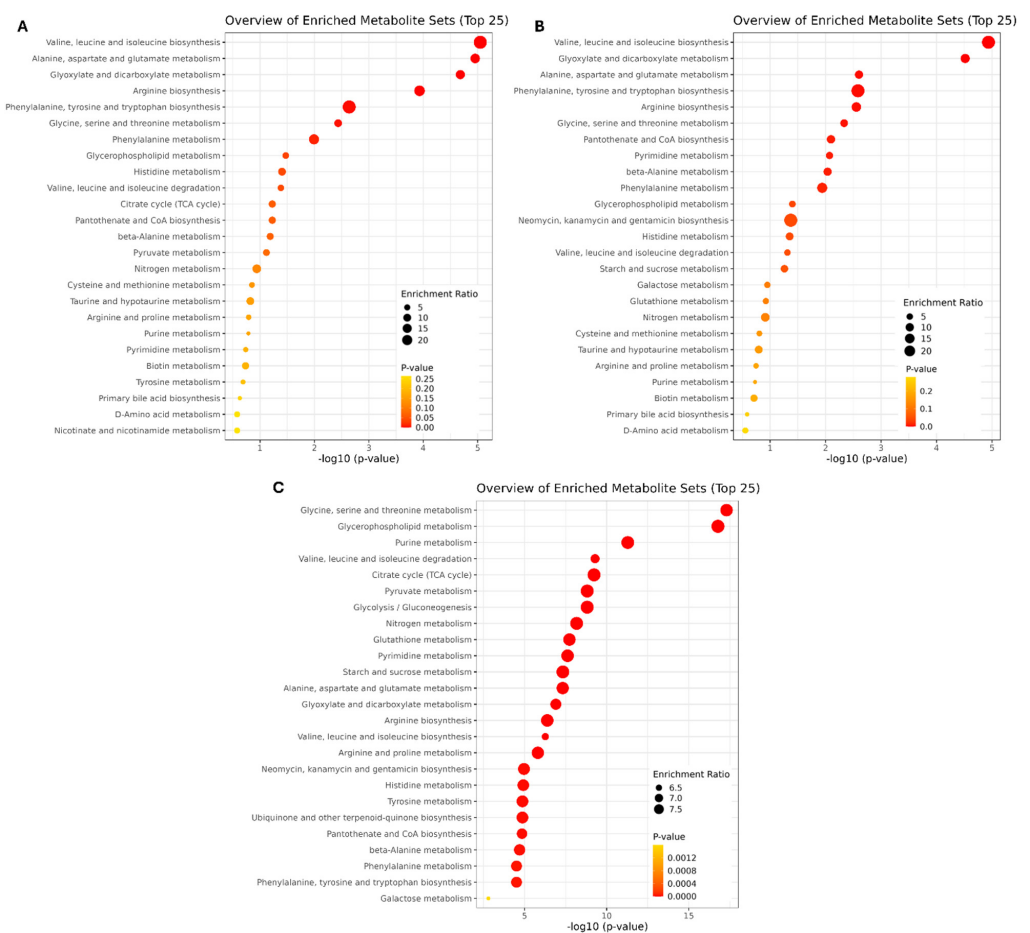 A
Overview of Enriched Metabolite Sets (Top 25)
Valine, leucine and isoleucine biosynthesis
Alanine, aspartate and glutamate metabolism
Glyoxylate and dicarboxylate metabolism
Arginine biosynthesis
Phenylalanine, tyrosine and tryptophan biosynthesis
Glycine, serine and threonine metabolism
Phenylalanine metabolism
Glycerophospholipid metabolism
Histidine metabolism
Valine, leucine and isoleucine degradation
Citrate cycle (TCA cycle)
Pantothenate and CoA biosynthesis
beta-Alanine metabolism
Pyruvate metabolism
Nitrogen metabolism
Cysteine and methionine metabolism
Taurine and hypotaurine metabolism
Arginine and proline metabolism
Purine metabolism
Pyrimidine metabolism
Biotin metabolism
Tyrosine metabolism
Primary bile acid biosynthesis
D-Amino acid metabolism
Nicotinate and nicotinamide metabolism
Enrichment Ratio
5
10
15
20
P-value
0.25
0.20
0.15
0.10
0.05
0.00
1 2 3 4 5
-log10 (p-value)
B
Overview of Enriched Metabolite Sets (Top 25)
Valine, leucine and isoleucine biosynthesis
Glyoxylate and dicarboxylate metabolism
Alanine, aspartate and glutamate metabolism
Phenylalanine, tyrosine and tryptophan biosynthesis
Arginine biosynthesis
Glycine, serine and threonine metabolism
Pantothenate and CoA biosynthesis
Pyrimidine metabolism
beta-Alanine metabolism
Phenylalanine metabolism
Glycerophospholipid metabolism
Neomycin, kanamycin and gentamicin biosynthesis
Histidine metabolism
Valine, leucine and isoleucine degradation
Starch and sucrose metabolism
Galactose metabolism
Glutathione metabolism
Nitrogen metabolism
Cysteine and methionine metabolism
Taurine and hypotaurine metabolism
Arginine and proline metabolism
Purine metabolism
Biotin metabolism
Primary bile acid biosynthesis
D-Amino acid metabolism
Enrichment Ratio
5
10
15
20
P-value
0.2
0.1
0.0
1 2 3 4 5
-log10 (p-value)
C
Overview of Enriched Metabolite Sets (Top 25)
Glycine, serine and threonine metabolism
Glycerophospholipid metabolism
Purine metabolism
Valine, leucine and isoleucine degradation
Citrate cycle (TCA cycle)
Pyruvate metabolism
Glycolysis / Gluconeogenesis
Nitrogen metabolism
Glutathione metabolism
Pyrimidine metabolism
Starch and sucrose metabolism
Alanine, aspartate and glutamate metabolism
Glyoxylate and dicarboxylate metabolism
Arginine biosynthesis
Valine, leucine and isoleucine biosynthesis
Arginine and proline metabolism
Neomycin, kanamycin and gentamicin biosynthesis
Histidine metabolism
Tyrosine metabolism
Ubiquinone and other terpenoid-quinone biosynthesis
Pantothenate and CoA biosynthesis
beta-Alanine metabolism
Phenylalanine metabolism
Phenylalanine, tyrosine and tryptophan biosynthesis
Galactose metabolism
Enrichment Ratio
6.5
7.0
7.5
P-value
0.0012
0.0008
0.0004
0.0000
5 10 15
-log10 (p-value)